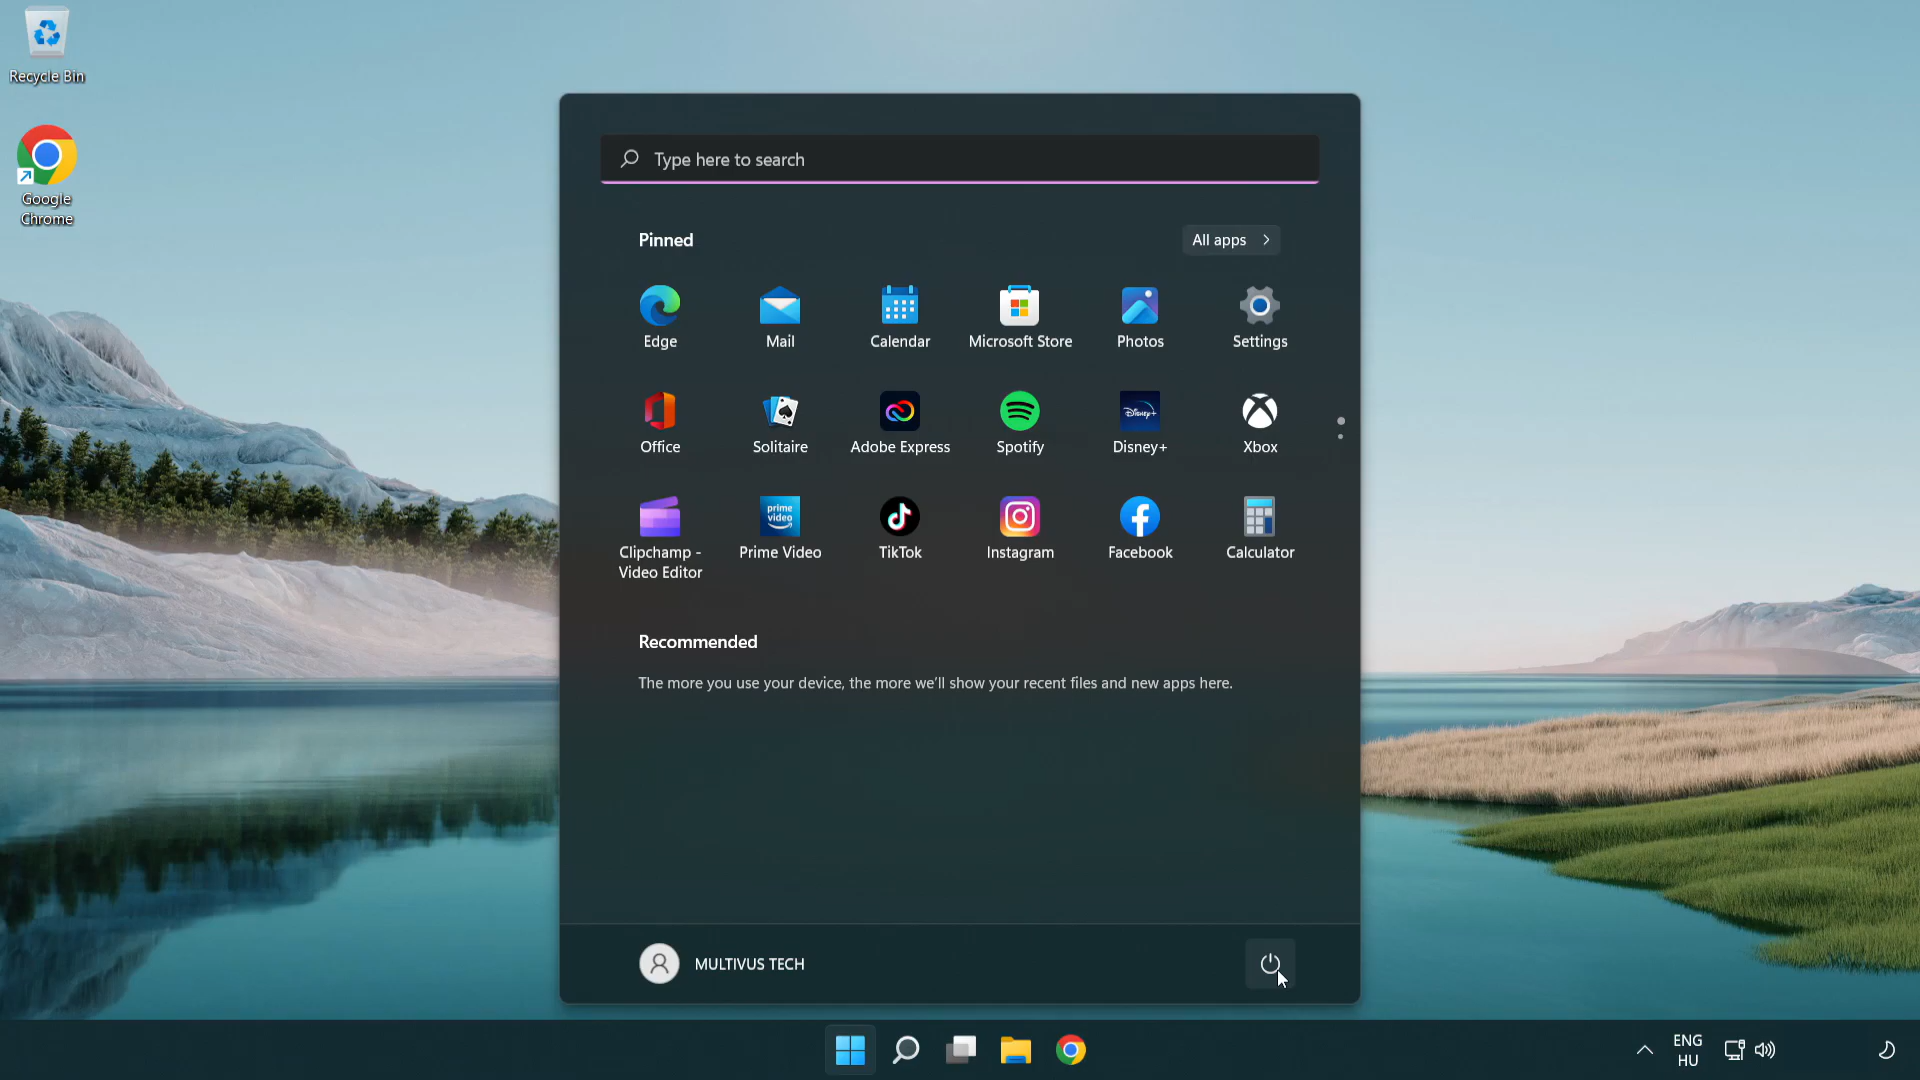 Recycle Bin
Google
Chrome
Type here to search
Pinned
All apps
Edge
Mail
Calendar
Microsoft Store
Photos
Settings
Office
Solitaire
Adobe Express
Spotify
Disney+
Disney+
Xbox
Clipchamp -
Video Editor
prime
video
Prime Video
TikTok
Instagram
Facebook
Calculator
Recommended
The more you use your device, the more we'll show your recent files and new apps here.
MULTIVUS TECH
ENG
HU